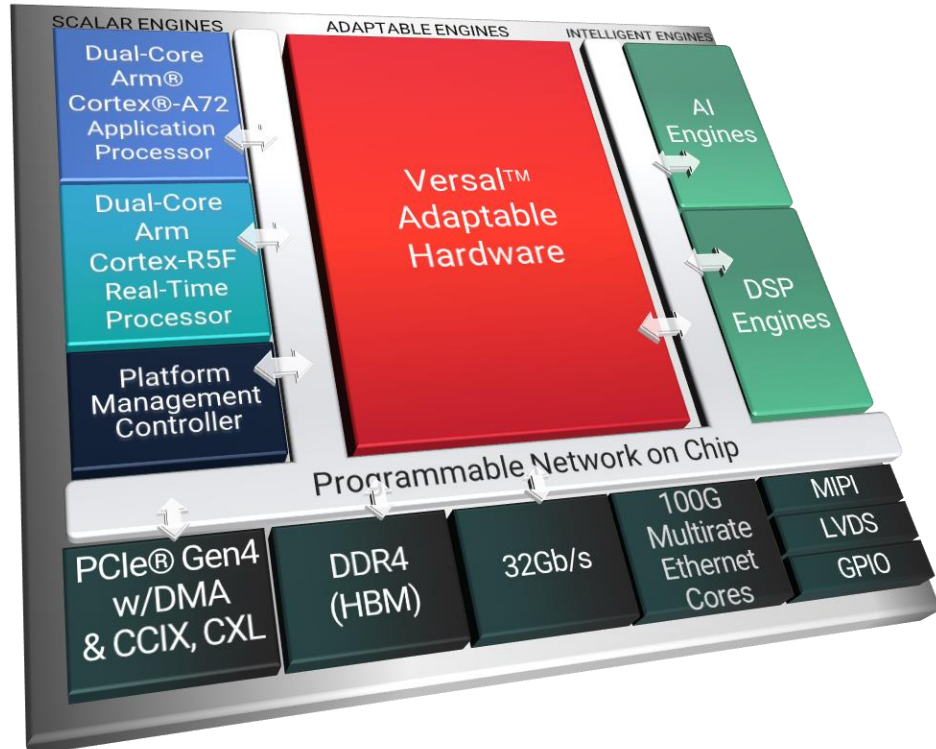 SCALAR ENGINES
ADAPTABLE ENGINES
INTELLIGENT ENGINES
Dual-Core
Arm®
Cortex®-A72
Application
Processor
Dual-Core
Arm
Cortex-R5F
Real-Time
Processor
Platform
Management
Controller
Versal™
Adaptable
Hardware
AI
Engines
DSP
Engines
Programmable Network on Chip
PCIe® Gen4
w/DMA
& CCIX, CXL
DDR4
(HBM)
32Gb/s
100G
Multirate
Ethernet
Cores
MIPI
LVDS
GPIO